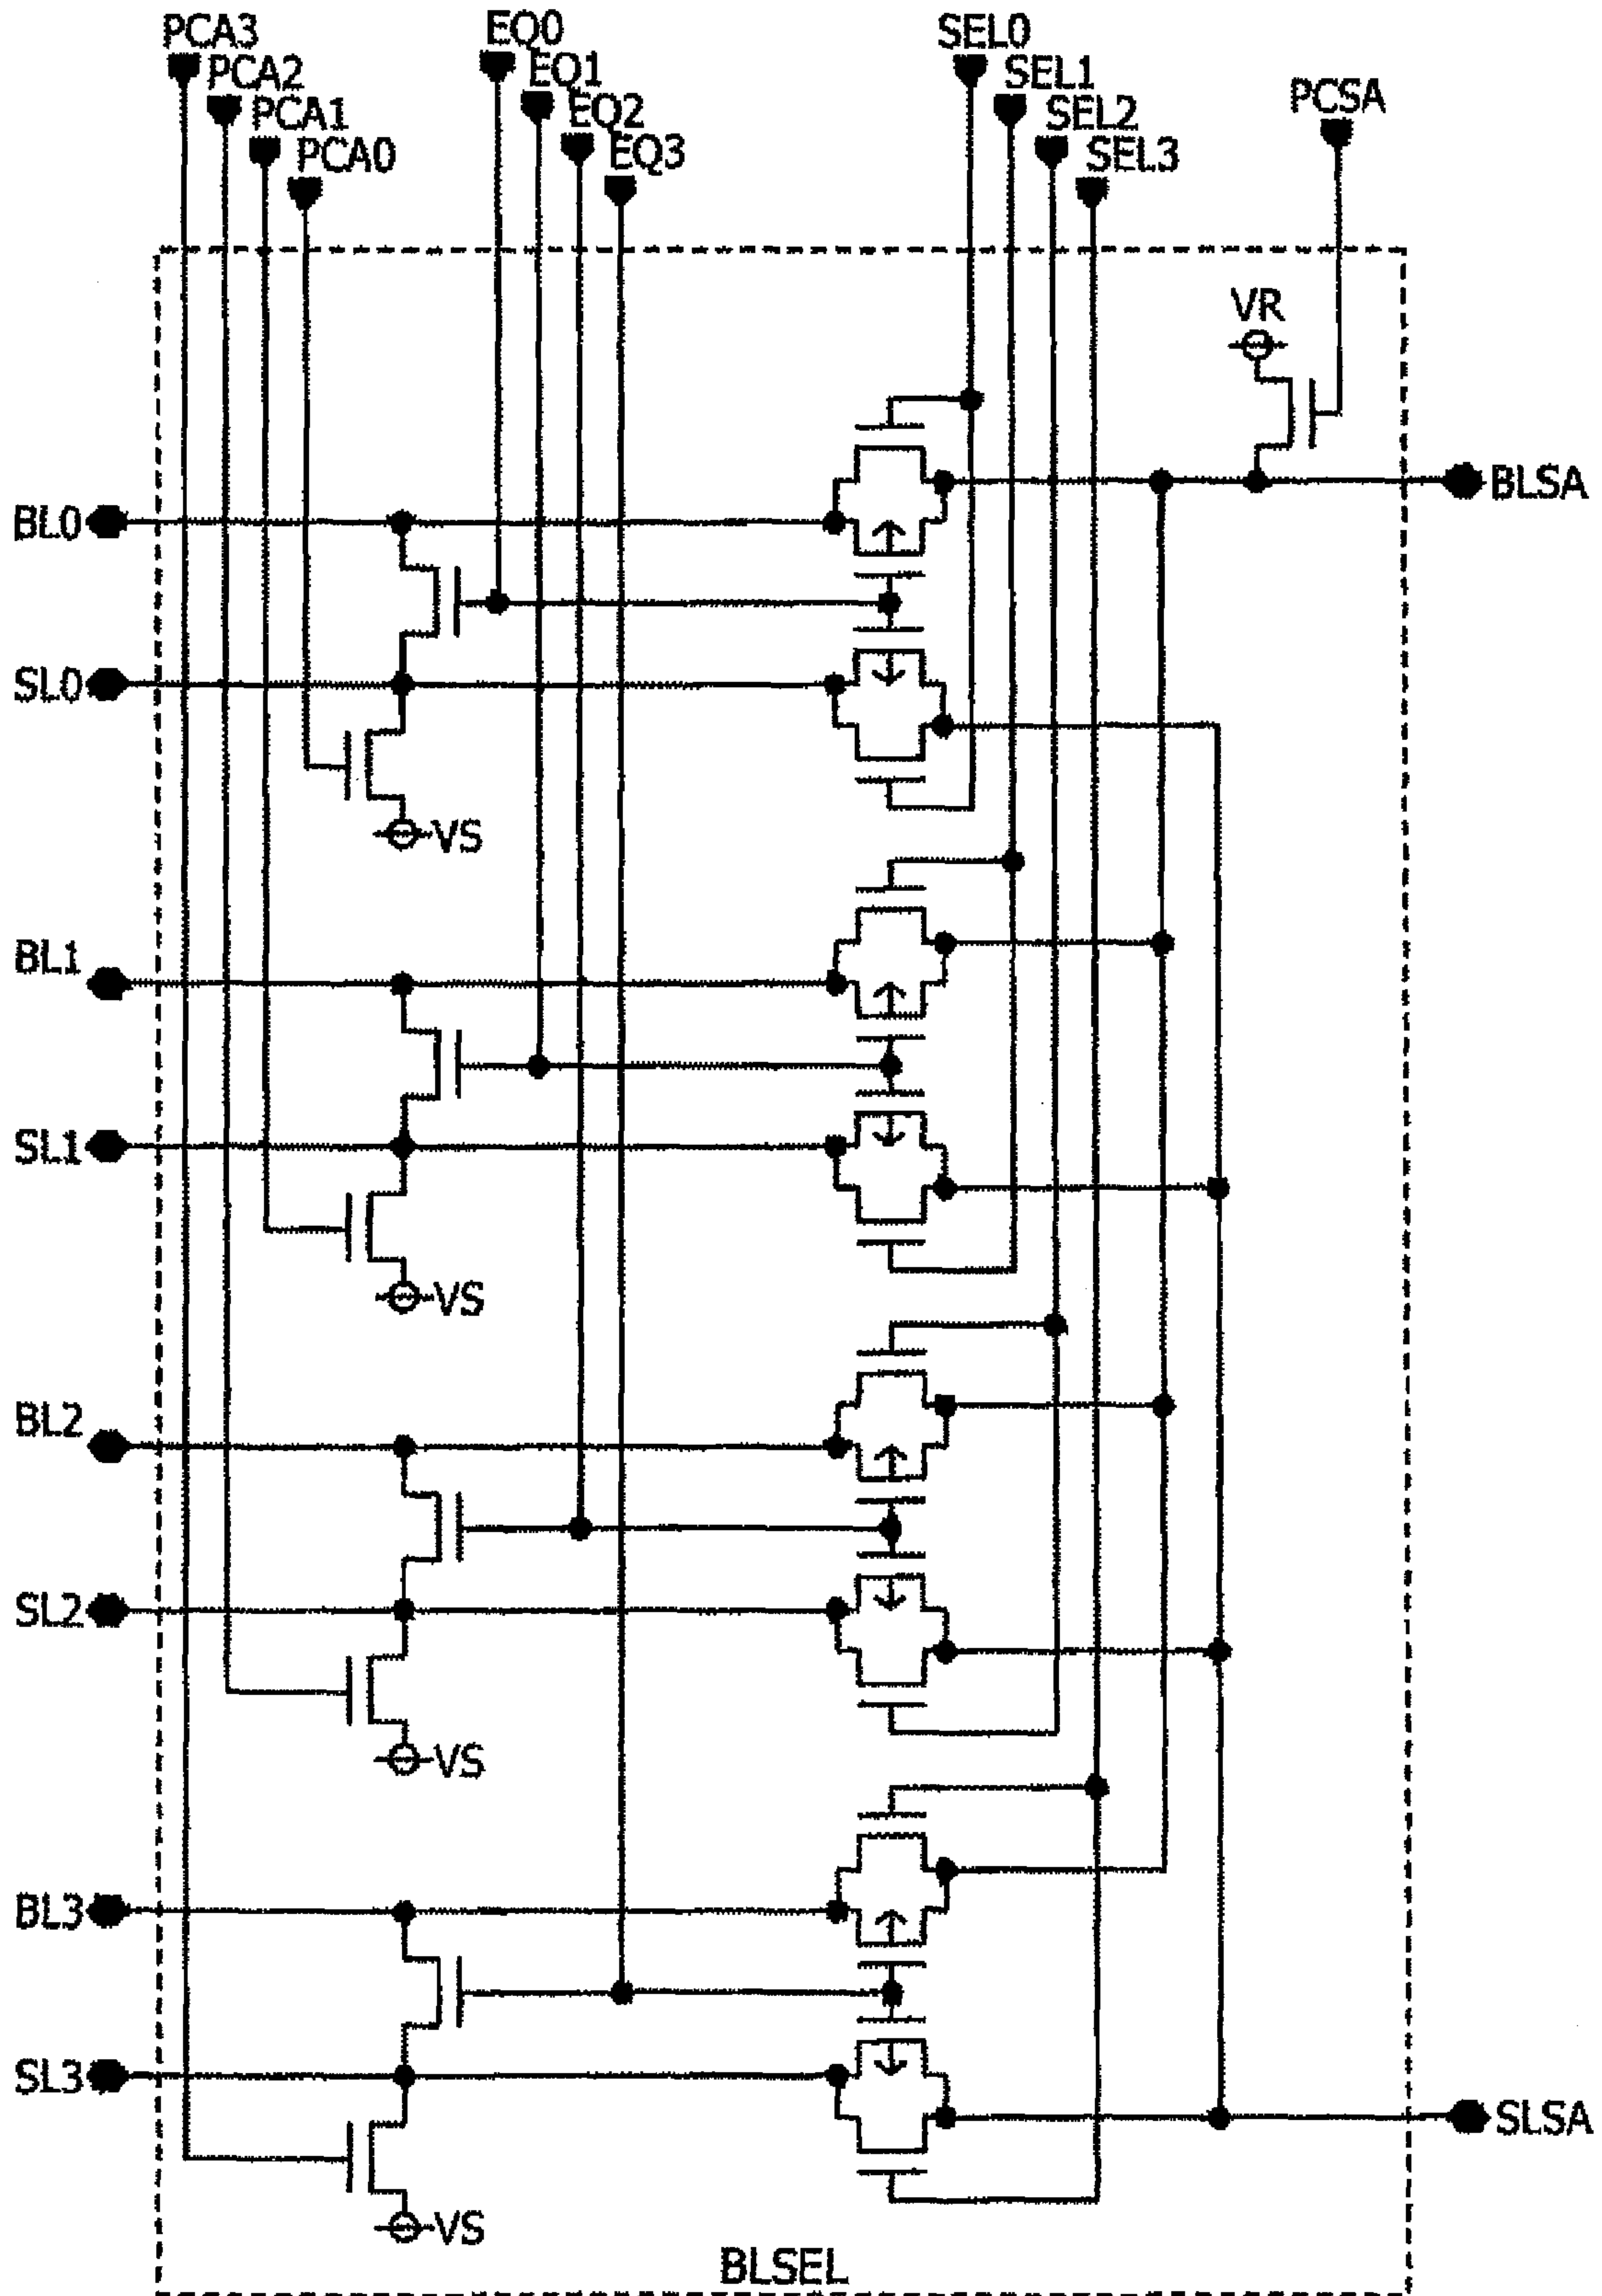 PCA3
PCA2
PCA1
PCA0
EQ0
EQ1
EQ2
EQ3
SEL0
SEL1
SEL2
SEL3
PCSA
VR
BLSA
BL0
SL0
VS
BL1
SL1
VS
BL2
SL2
VS
BL3
SL3
SLSA
VS
BLSEL